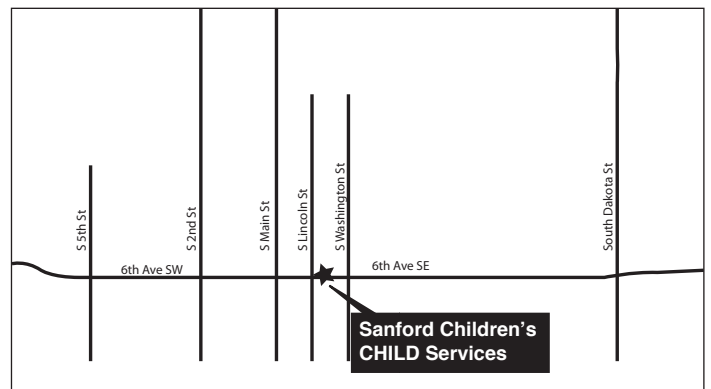 S 5th St
S 2nd St
S Main St
S Lincoln St
S Washington St
South Dakota St
6th Ave SW
6th Ave SE
Sanford Children’s
CHILD Services